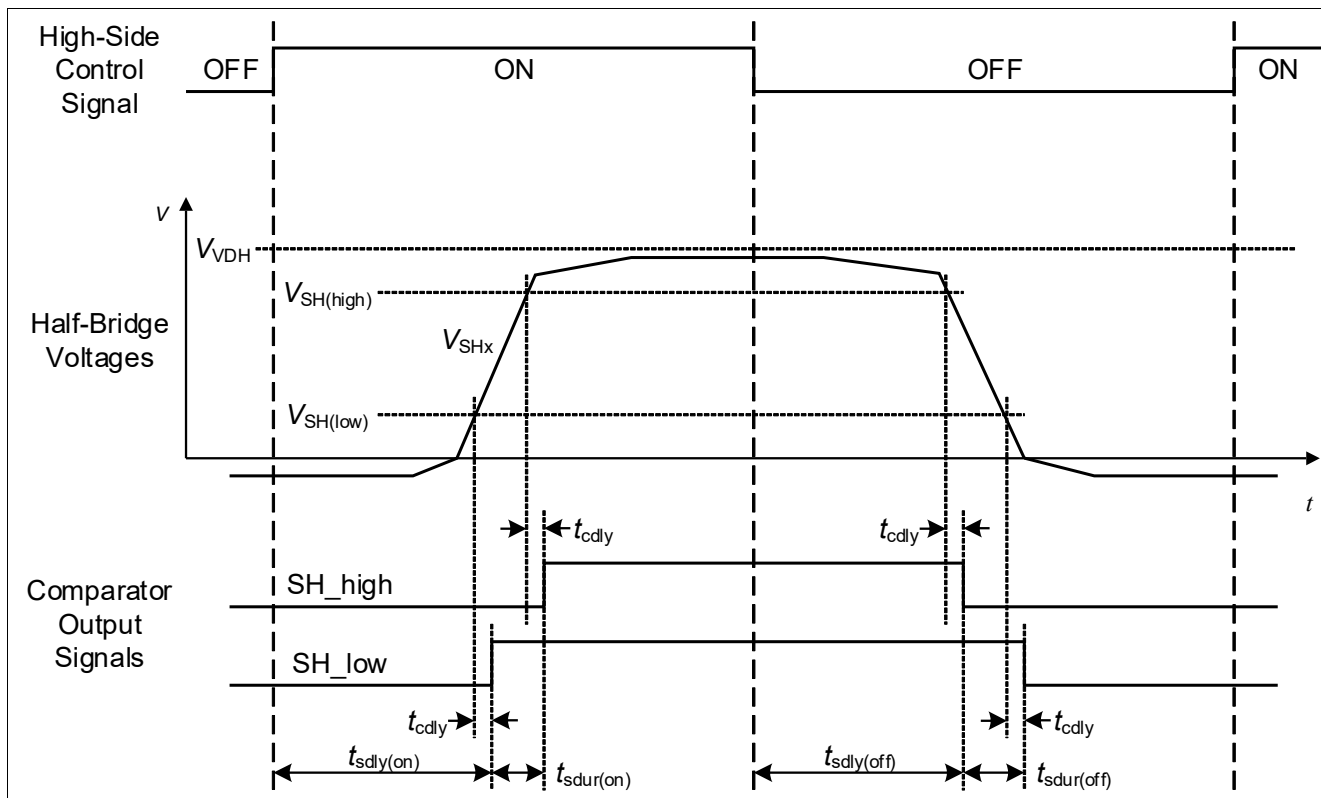 High-Side
Control
Signal
OFF
ON
OFF
ON
v
VVDH
VSH(high)
VSHx
VSH(low)
Half-Bridge
Voltages
t
tcdly
tcdly
Comparator
Output
Signals
SH_high
SH_low
tcdly
tcdly
tsdly(on)
tsdur(on)
tsdly(off)
tsdur(off)